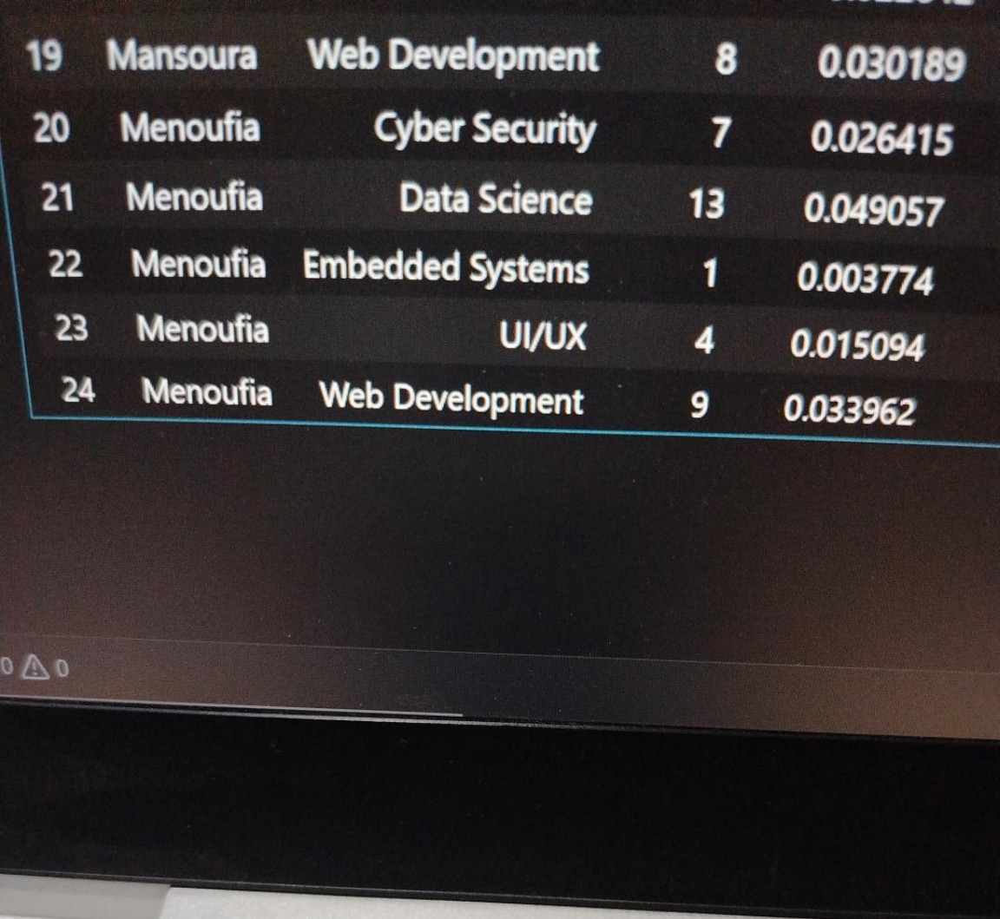 19 Mansoura Web Development 8 0.030189
20 Menoufia Cyber Security 7 0.026415
21 Menoufia Data Science 13 0.049057
22 Menoufia Embedded Systems 1 0.003774
23 Menoufia UI/UX 4 0.015094
24 Menoufia Web Development 9 0.033962
0 0